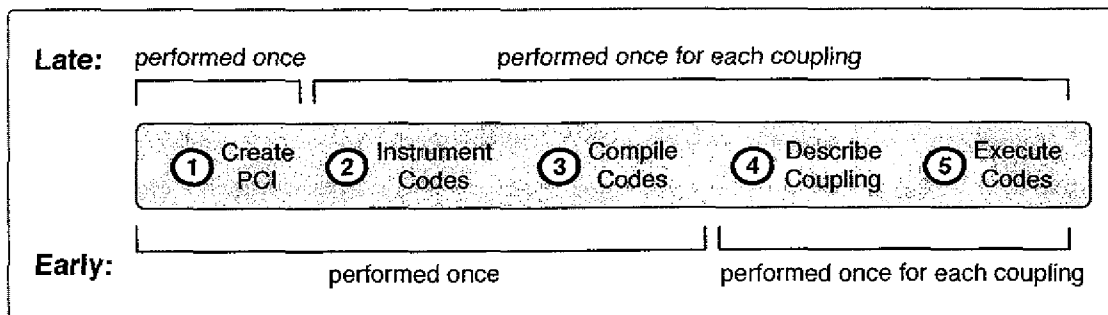 Late: performed once performed once for each coupling
1 Create PCI 2 Instrument Codes 3 Compile Codes 4 Describe Coupling 5 Execute Codes
Early: performed once performed once for each coupling